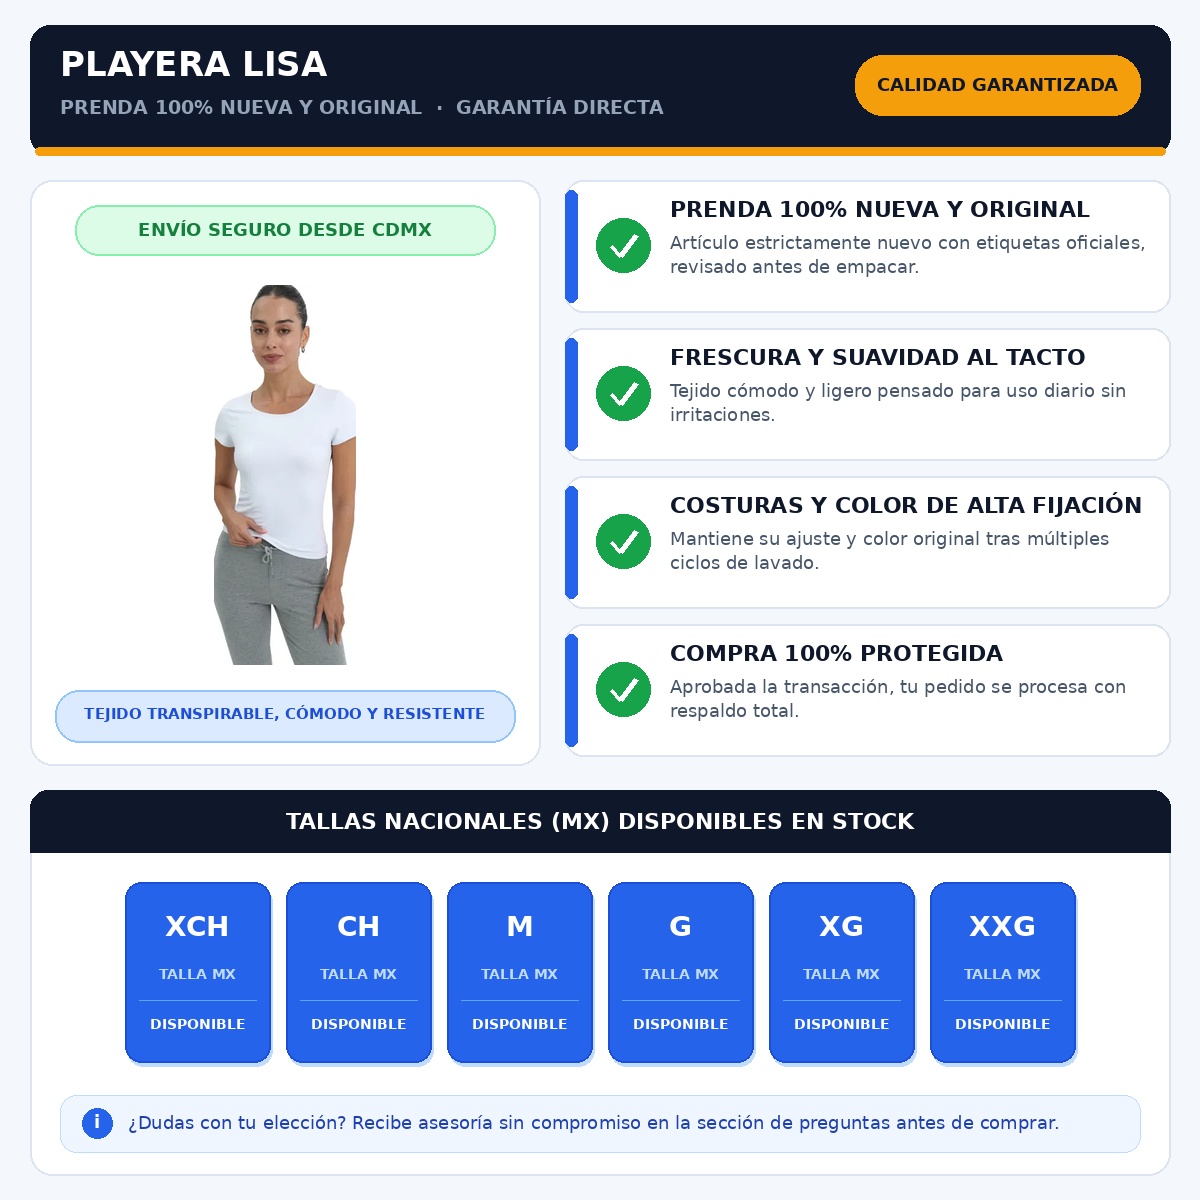 PLAYERA LISA
PRENDA 100% NUEVA Y ORIGINAL · GARANTÍA DIRECTA
CALIDAD GARANTIZADA
ENVÍO SEGURO DESDE CDMX
TEJIDO TRANSPIRABLE, CÓMODO Y RESISTENTE
PRENDA 100% NUEVA Y ORIGINAL
Artículo estrictamente nuevo con etiquetas oficiales,
revisado antes de empacar.
FRESCURA Y SUAVIDAD AL TACTO
Tejido cómodo y ligero pensado para uso diario sin
irritaciones.
COSTURAS Y COLOR DE ALTA FIJACIÓN
Mantiene su ajuste y color original tras múltiples
ciclos de lavado.
COMPRA 100% PROTEGIDA
Aprobada la transacción, tu pedido se procesa con
respaldo total.
TALLAS NACIONALES (MX) DISPONIBLES EN STOCK
XCH
TALLA MX
DISPONIBLE
CH
TALLA MX
DISPONIBLE
M
TALLA MX
DISPONIBLE
G
TALLA MX
DISPONIBLE
XG
TALLA MX
DISPONIBLE
XXG
TALLA MX
DISPONIBLE
i ¿Dudas con tu elección? Recibe asesoría sin compromiso en la sección de preguntas antes de comprar.